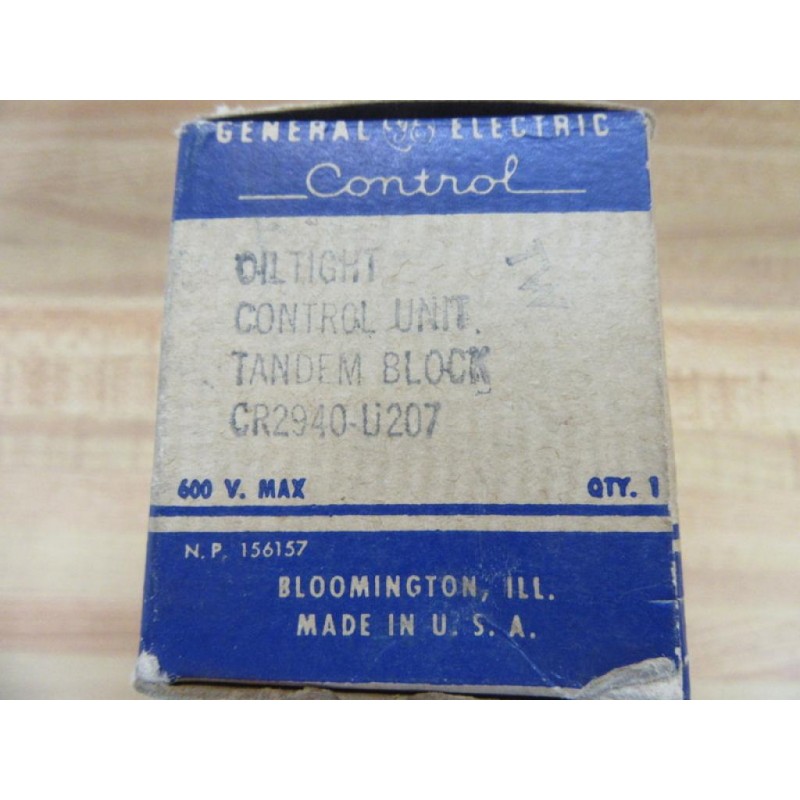 GENERAL GE ELECTRIC
Control
OILTIGHT
CONTROL UNIT.
TANDEM BLOCK
CR2940-U207
600 V. MAX QTY. 1
N.P. 156157
BLOOMINGTON, ILL.
MADE IN U.S.A.